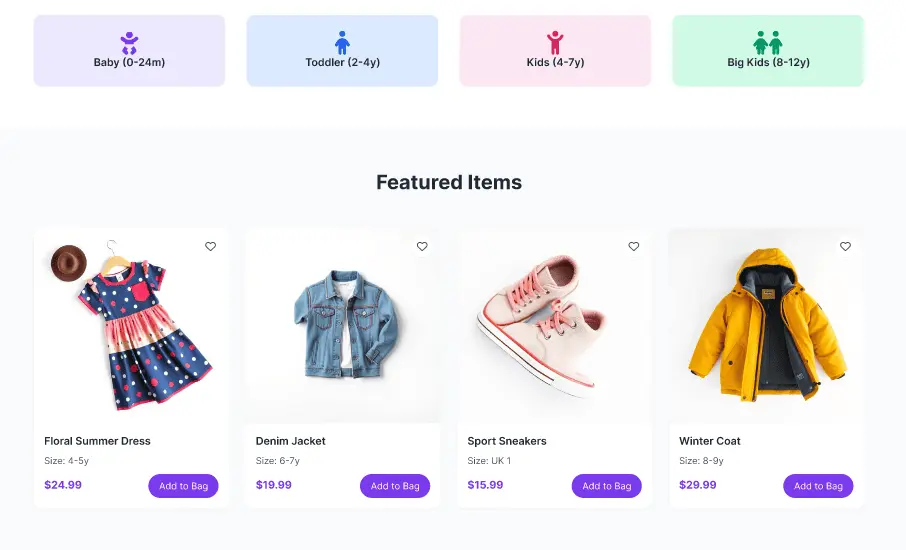 Baby (0-24m)
Toddler (2-4y)
Kids (4-7y)
Big Kids (8-12y)
Featured Items
Floral Summer Dress
Size: 4-5y
$24.99
Add to Bag
Denim Jacket
Size: 6-7y
$19.99
Add to Bag
Sport Sneakers
Size: UK 1
$15.99
Add to Bag
Winter Coat
Size: 8-9y
$29.99
Add to Bag